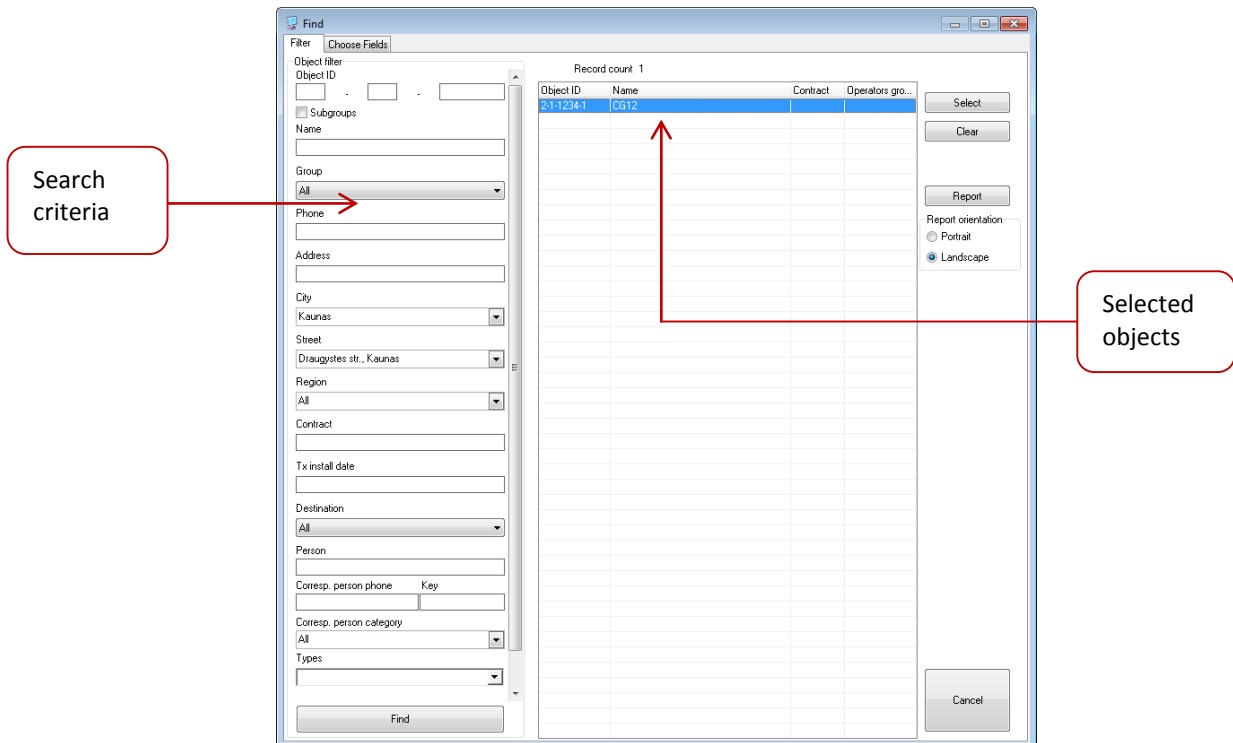 Find
Filter
Choose Fields
Object filter
Object ID
- -
Subgroups
Name
Group
All
Phone
Address
City
Kaunas
Street
Draugystes str., Kaunas
Region
All
Contract
Tx install date
Destination
All
Person
Corresp. person phone Key
Corresp. person category
All
Types
Find
Record count 1
Object ID Name Contract Operators gro...
2-1-1234-1 CG12
Select
Clear
Report
Report orientation
Portrait
Landscape
Cancel
Search
criteria
Selected
objects